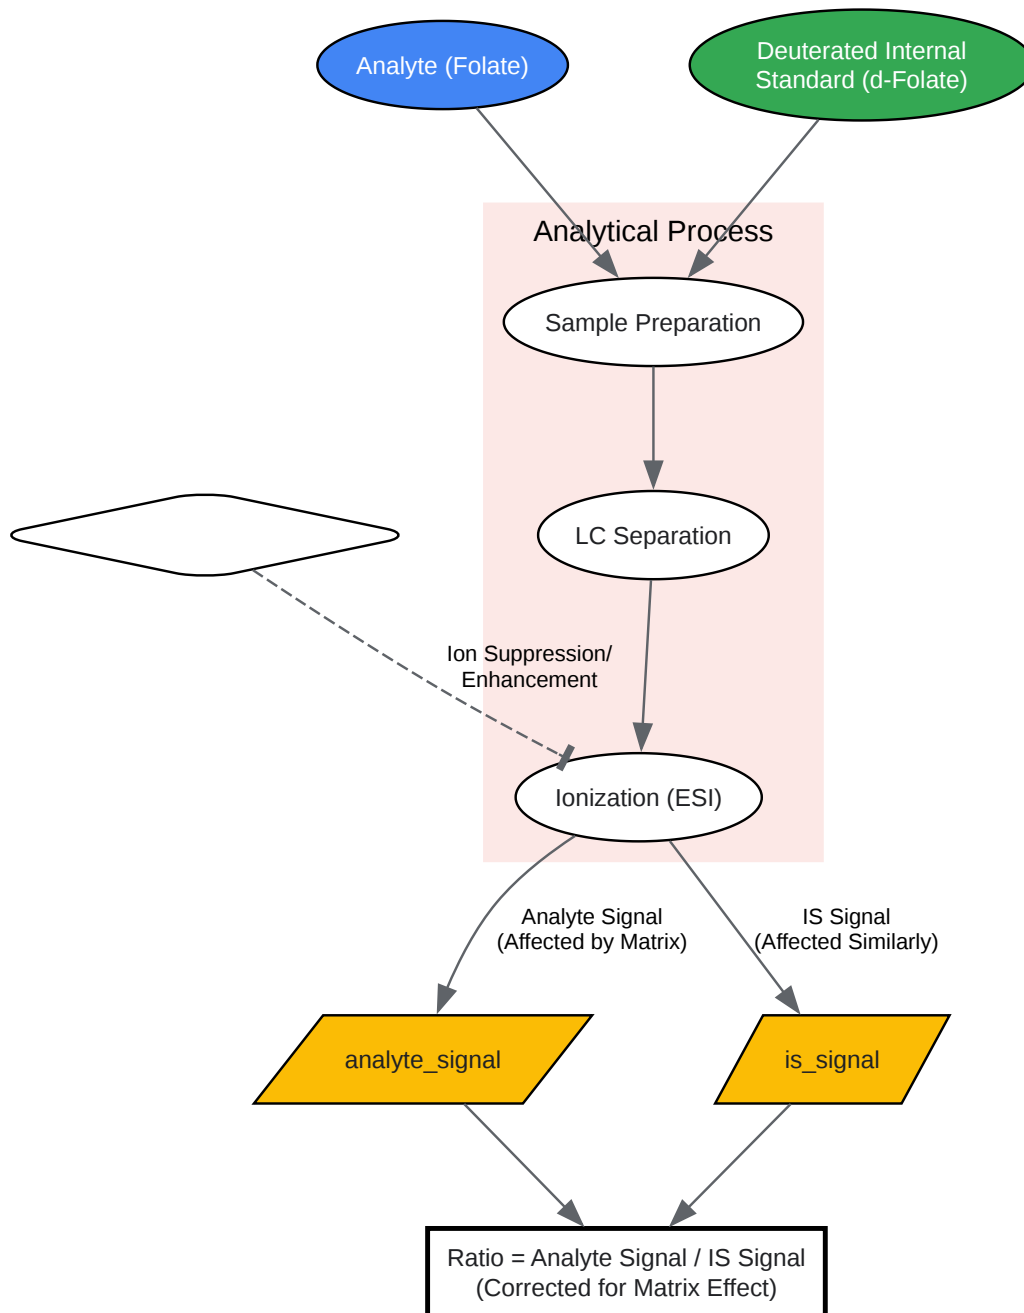 Analyte (Folate)
Deuterated Internal
Standard (d-Folate)
Analytical Process
Sample Preparation
LC Separation
Ion Suppression/
Enhancement
Ionization (ESI)
Analyte Signal
(Affected by Matrix)
IS Signal
(Affected Similarly)
analyte_signal
is_signal
Ratio = Analyte Signal / IS Signal
(Corrected for Matrix Effect)